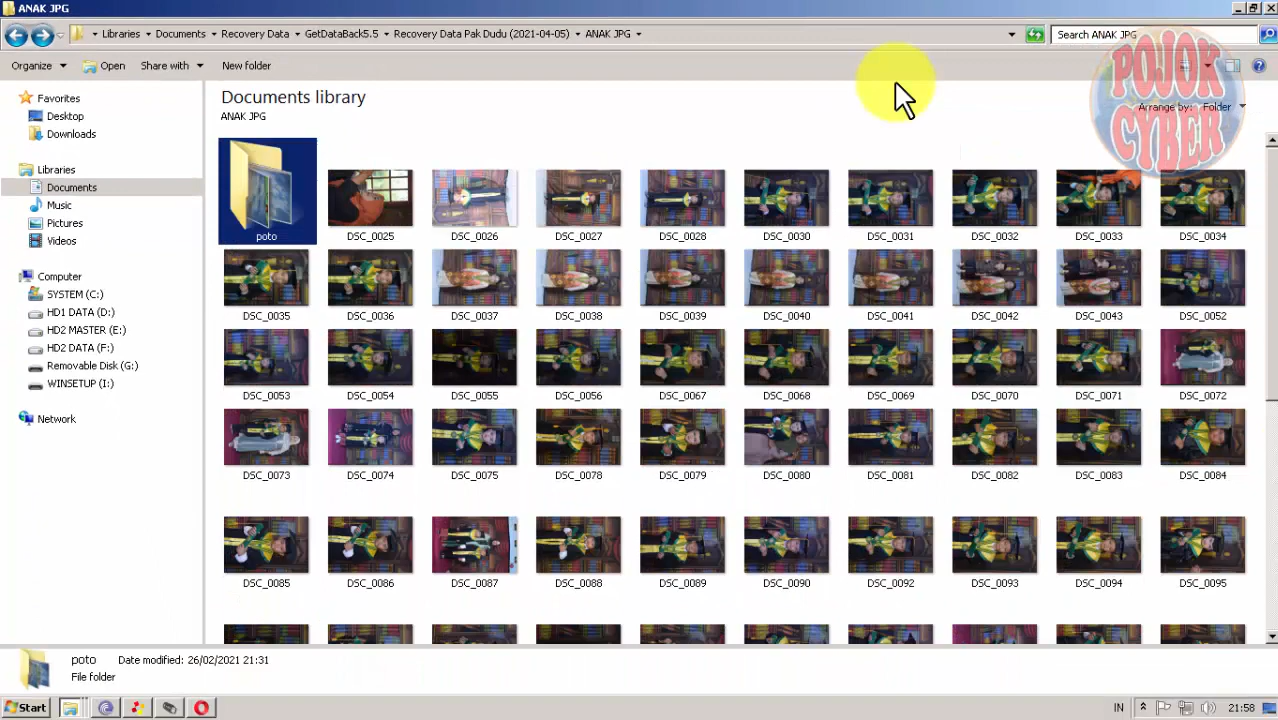 ANAK JPG
Libraries
Documents
Recovery Data
GetDataBack5.5
Recovery Data Pak Dudu (2021-04-05)
ANAK JPG
Search ANAK JPG
Organize
Open
Share with
New folder
POJOK
CYBER
Favorites
Desktop
Downloads
Libraries
Documents
Music
Pictures
Videos
Computer
SYSTEM (C:)
HD1 DATA (D:)
HD2 MASTER (E:)
HD2 DATA (F:)
Removable Disk (G:)
WINSETUP (I:)
Network
Documents library
ANAK JPG
Arrange by: Folder
poto
DSC_0025
DSC_0026
DSC_0027
DSC_0028
DSC_0030
DSC_0031
DSC_0032
DSC_0033
DSC_0034
DSC_0035
DSC_0036
DSC_0037
DSC_0038
DSC_0039
DSC_0040
DSC_0041
DSC_0042
DSC_0043
DSC_0052
DSC_0053
DSC_0054
DSC_0055
DSC_0056
DSC_0067
DSC_0068
DSC_0069
DSC_0070
DSC_0071
DSC_0072
DSC_0073
DSC_0074
DSC_0075
DSC_0078
DSC_0079
DSC_0080
DSC_0081
DSC_0082
DSC_0083
DSC_0084
DSC_0085
DSC_0086
DSC_0087
DSC_0088
DSC_0089
DSC_0090
DSC_0092
DSC_0093
DSC_0094
DSC_0095
poto
Date modified: 26/02/2021 21:31
File folder
Start
IN
21:58